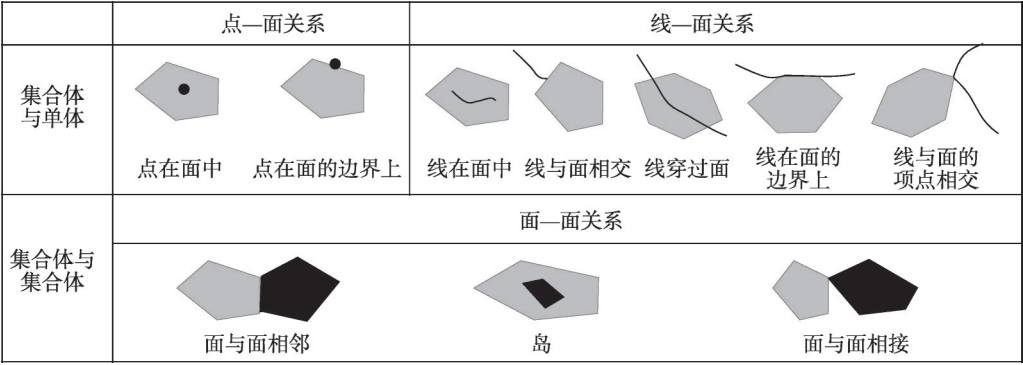 点—面关系
线—面关系
集合体
与单体
点在面中
点在面的边界上
线在面中
线与面相交
线穿过面
线在面的
边界上
线与面的
项点相交
面—面关系
集合体与
集合体
面与面相邻
岛
面与面相接